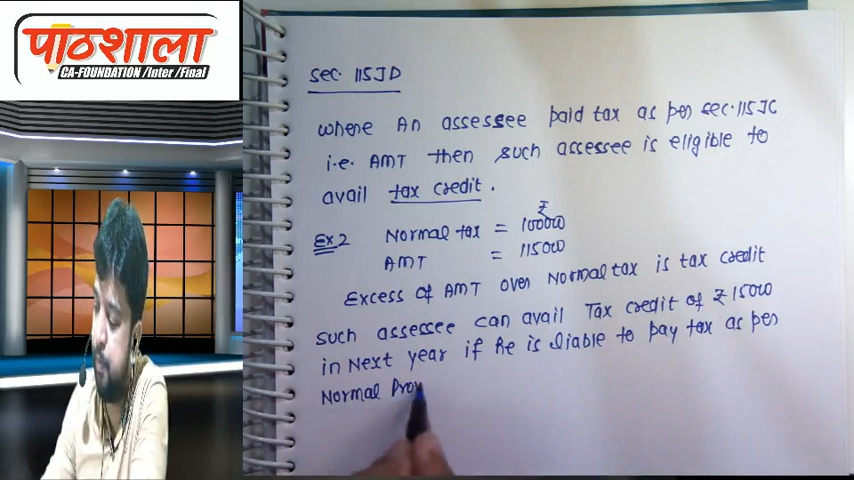 पाठशाला
CA-FOUNDATION /Inter /Final
Sec. 115JD
where An assessee paid tax as per Sec. 115JC
i.e. AMT then such assessee is eligible to
avail tax credit.
₹
Ex2 Normal tax = 100000
AMT = 115000
Excess of AMT over Normal tax is tax credit
such assessee can avail Tax credit of ₹ 15000
in Next year if he is liable to pay tax as per
Normal Prov